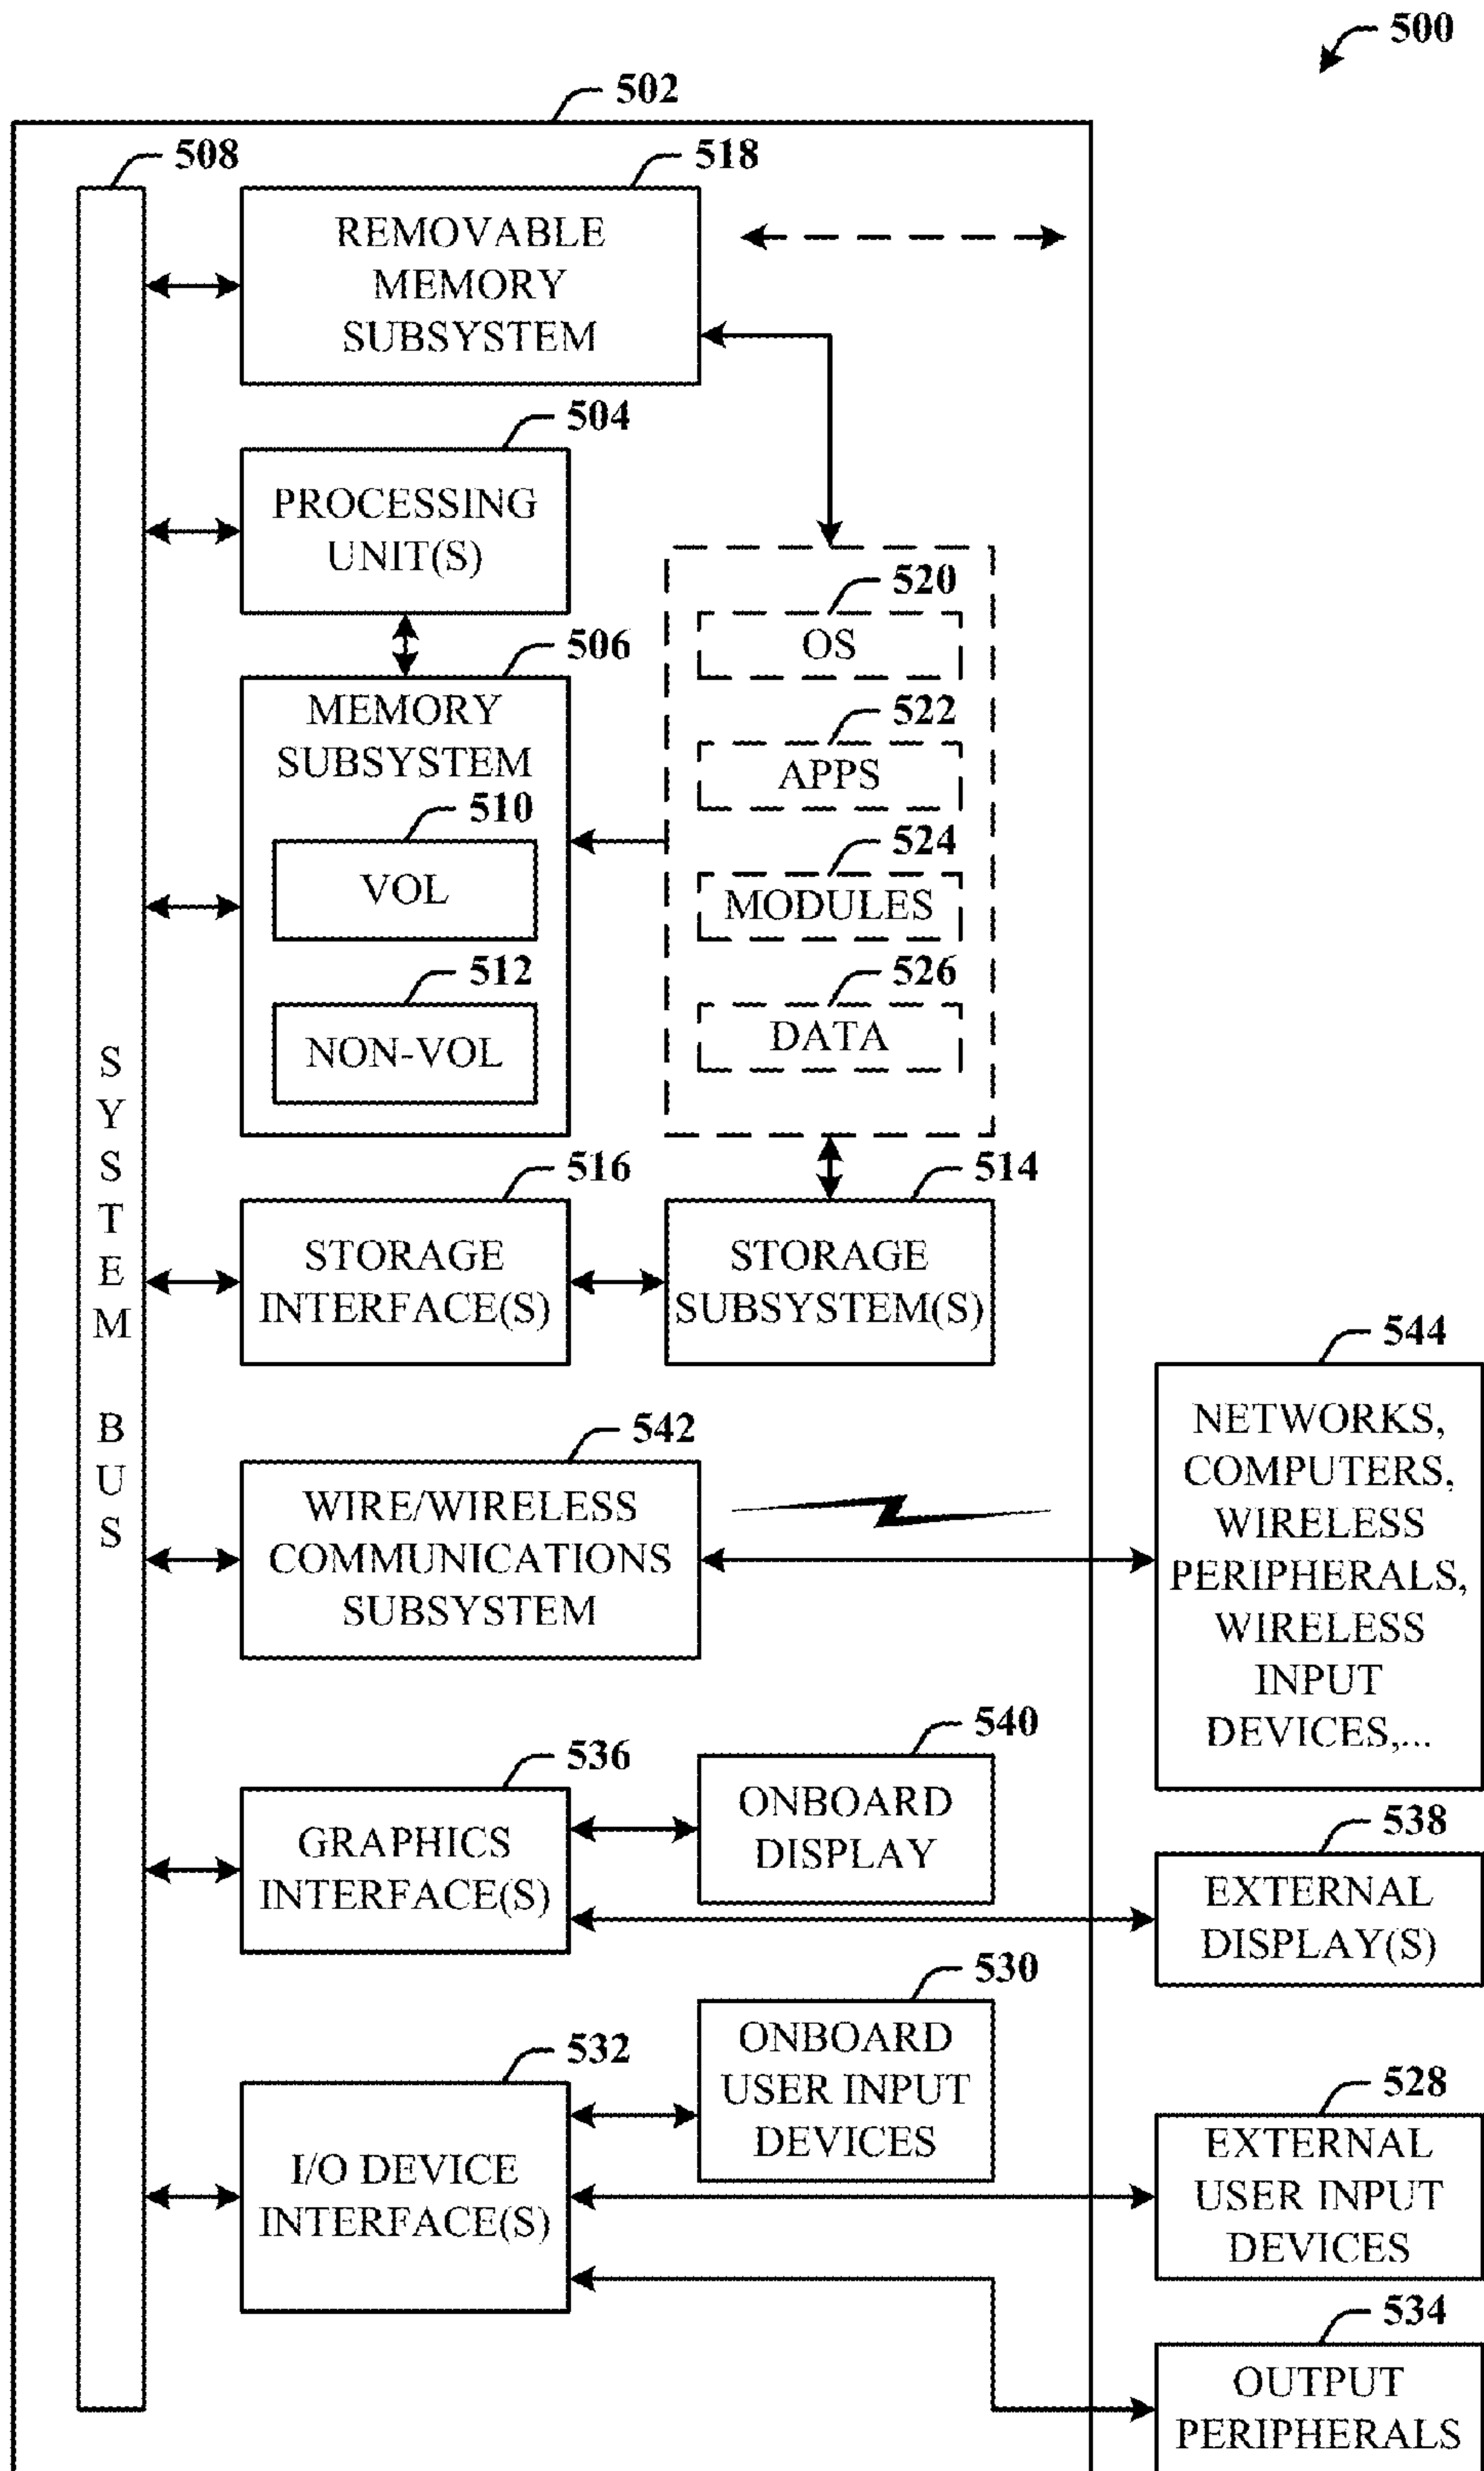 500
502
508
518
REMOVABLE
MEMORY
SUBSYSTEM
504
PROCESSING
UNIT(S)
520
OS
506
MEMORY
SUBSYSTEM
522
APPS
510
VOL
524
MODULES
512
NON-VOL
526
DATA
SYSTEM BUS
516
STORAGE
INTERFACE(S)
514
STORAGE
SUBSYSTEM(S)
544
NETWORKS,
COMPUTERS,
WIRELESS
PERIPHERALS,
WIRELESS
INPUT
DEVICES,...
542
WIRE/WIRELESS
COMMUNICATIONS
SUBSYSTEM
540
ONBOARD
DISPLAY
536
GRAPHICS
INTERFACE(S)
538
EXTERNAL
DISPLAY(S)
530
ONBOARD
USER INPUT
DEVICES
532
I/O DEVICE
INTERFACE(S)
528
EXTERNAL
USER INPUT
DEVICES
534
OUTPUT
PERIPHERALS